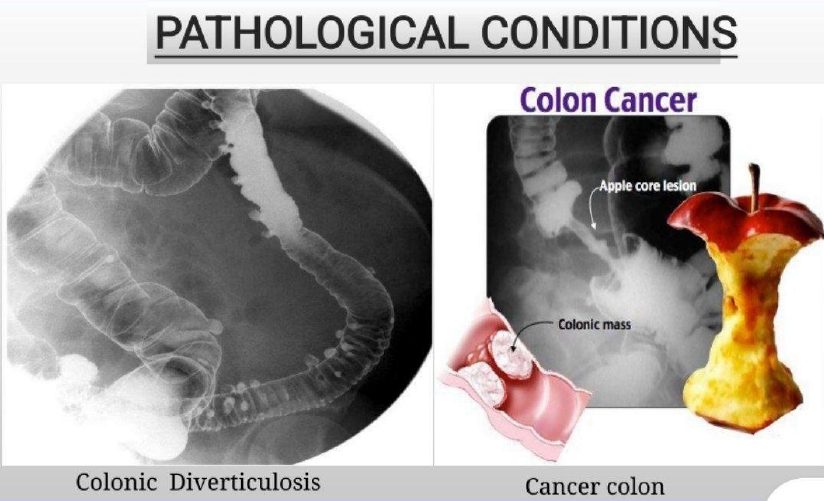 PATHOLOGICAL CONDITIONS
Colon Cancer
Apple core lesion
Colonic mass
Colonic Diverticulosis
Cancer colon